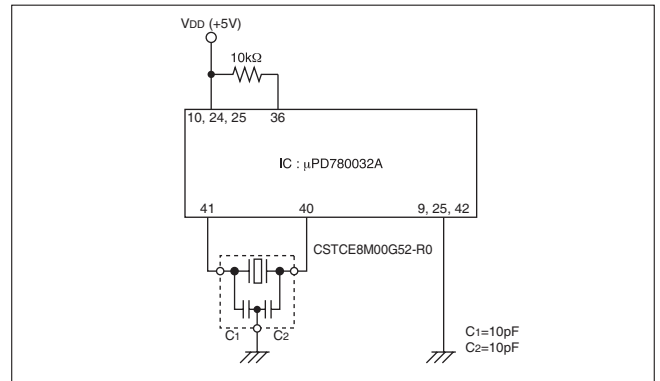 VDD (+5V)
10kΩ
10, 24, 25 36
IC : μPD780032A
41 40 9, 25, 42
CSTCE8M00G52-R0
C1 C2
C1=10pF
C2=10pF